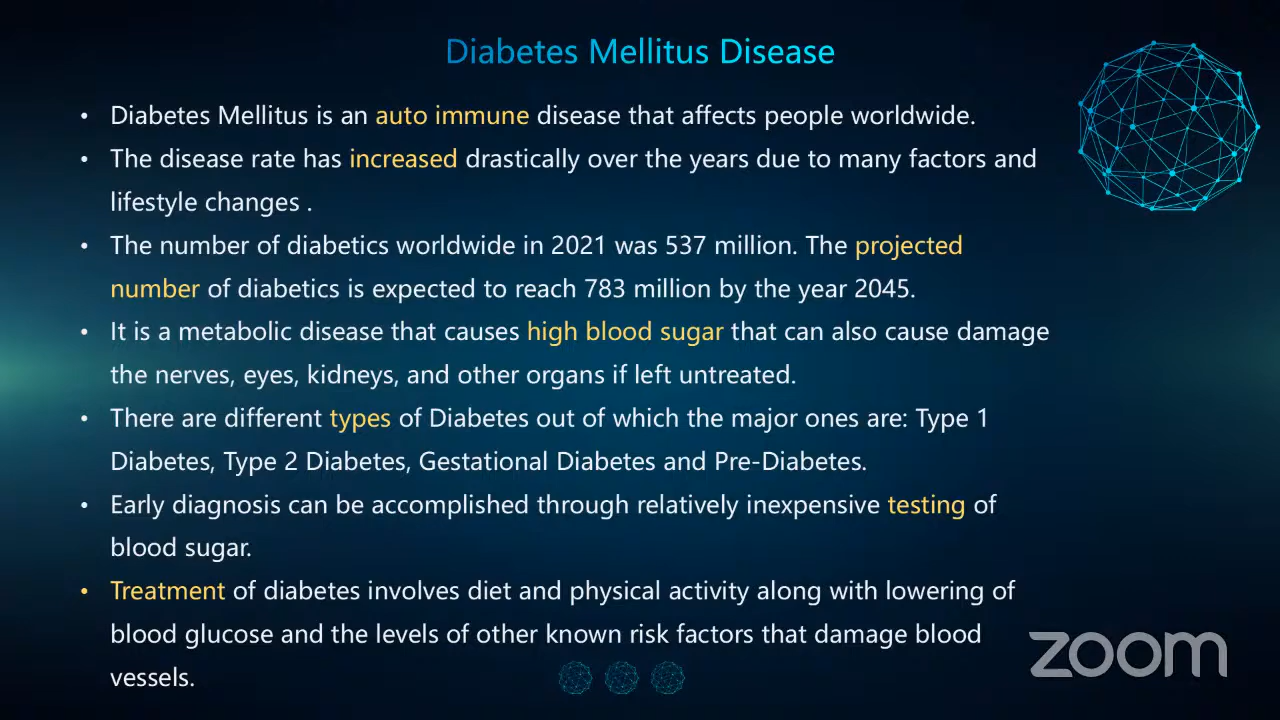 Diabetes Mellitus Disease
• Diabetes Mellitus is an auto immune disease that affects people worldwide.
• The disease rate has increased drastically over the years due to many factors and
lifestyle changes .
• The number of diabetics worldwide in 2021 was 537 million. The projected
number of diabetics is expected to reach 783 million by the year 2045.
• It is a metabolic disease that causes high blood sugar that can also cause damage
the nerves, eyes, kidneys, and other organs if left untreated.
• There are different types of Diabetes out of which the major ones are: Type 1
Diabetes, Type 2 Diabetes, Gestational Diabetes and Pre-Diabetes.
• Early diagnosis can be accomplished through relatively inexpensive testing of
blood sugar.
• Treatment of diabetes involves diet and physical activity along with lowering of
blood glucose and the levels of other known risk factors that damage blood
vessels.
zoom